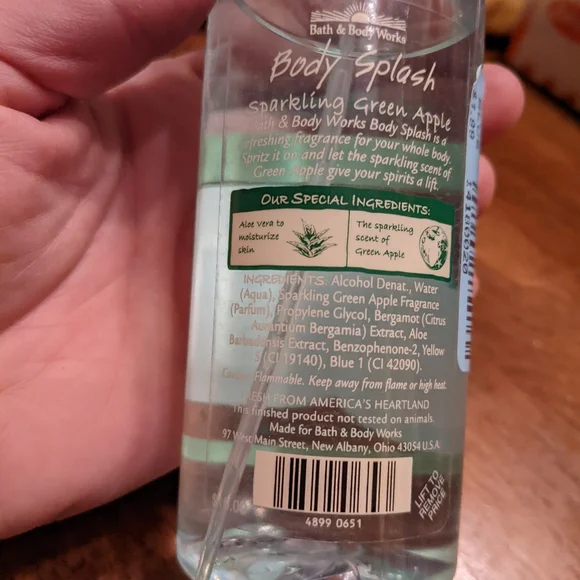 Bath & Body Works
Body Splash
Sparkling Green Apple
Bath & Body Works Body Splash is a
refreshing fragrance for your whole body.
Spritz it on and let the sparkling scent of
Green Apple give your spirits a lift.
OUR SPECIAL INGREDIENTS:
Aloe Vera to
moisturize
skin
The sparkling
scent of
Green Apple
INGREDIENTS: Alcohol Denat., Water
(Aqua), Sparkling Green Apple Fragrance
(Parfum), Propylene Glycol, Bergamot (Citrus
Aurantium Bergamia) Extract, Aloe
Barbadensis Extract, Benzophenone-2, Yellow
5 (CI 19140), Blue 1 (CI 42090).
Caution: Flammable. Keep away from flame or high heat.
FRESH FROM AMERICA'S HEARTLAND
This finished product not tested on animals.
Made for Bath & Body Works
97 West Main Street, New Albany, Ohio 43054 U.S.A.
4899 0651
LIFT TO
REMOVE
PRICE